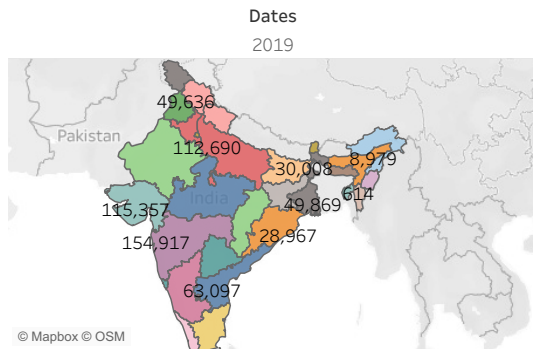 Dates
2019
49,636
Pakistan
112,690
8,979
30,008
India
614
115,357
49,869
154,917
28,967
63,097
© Mapbox © OSM